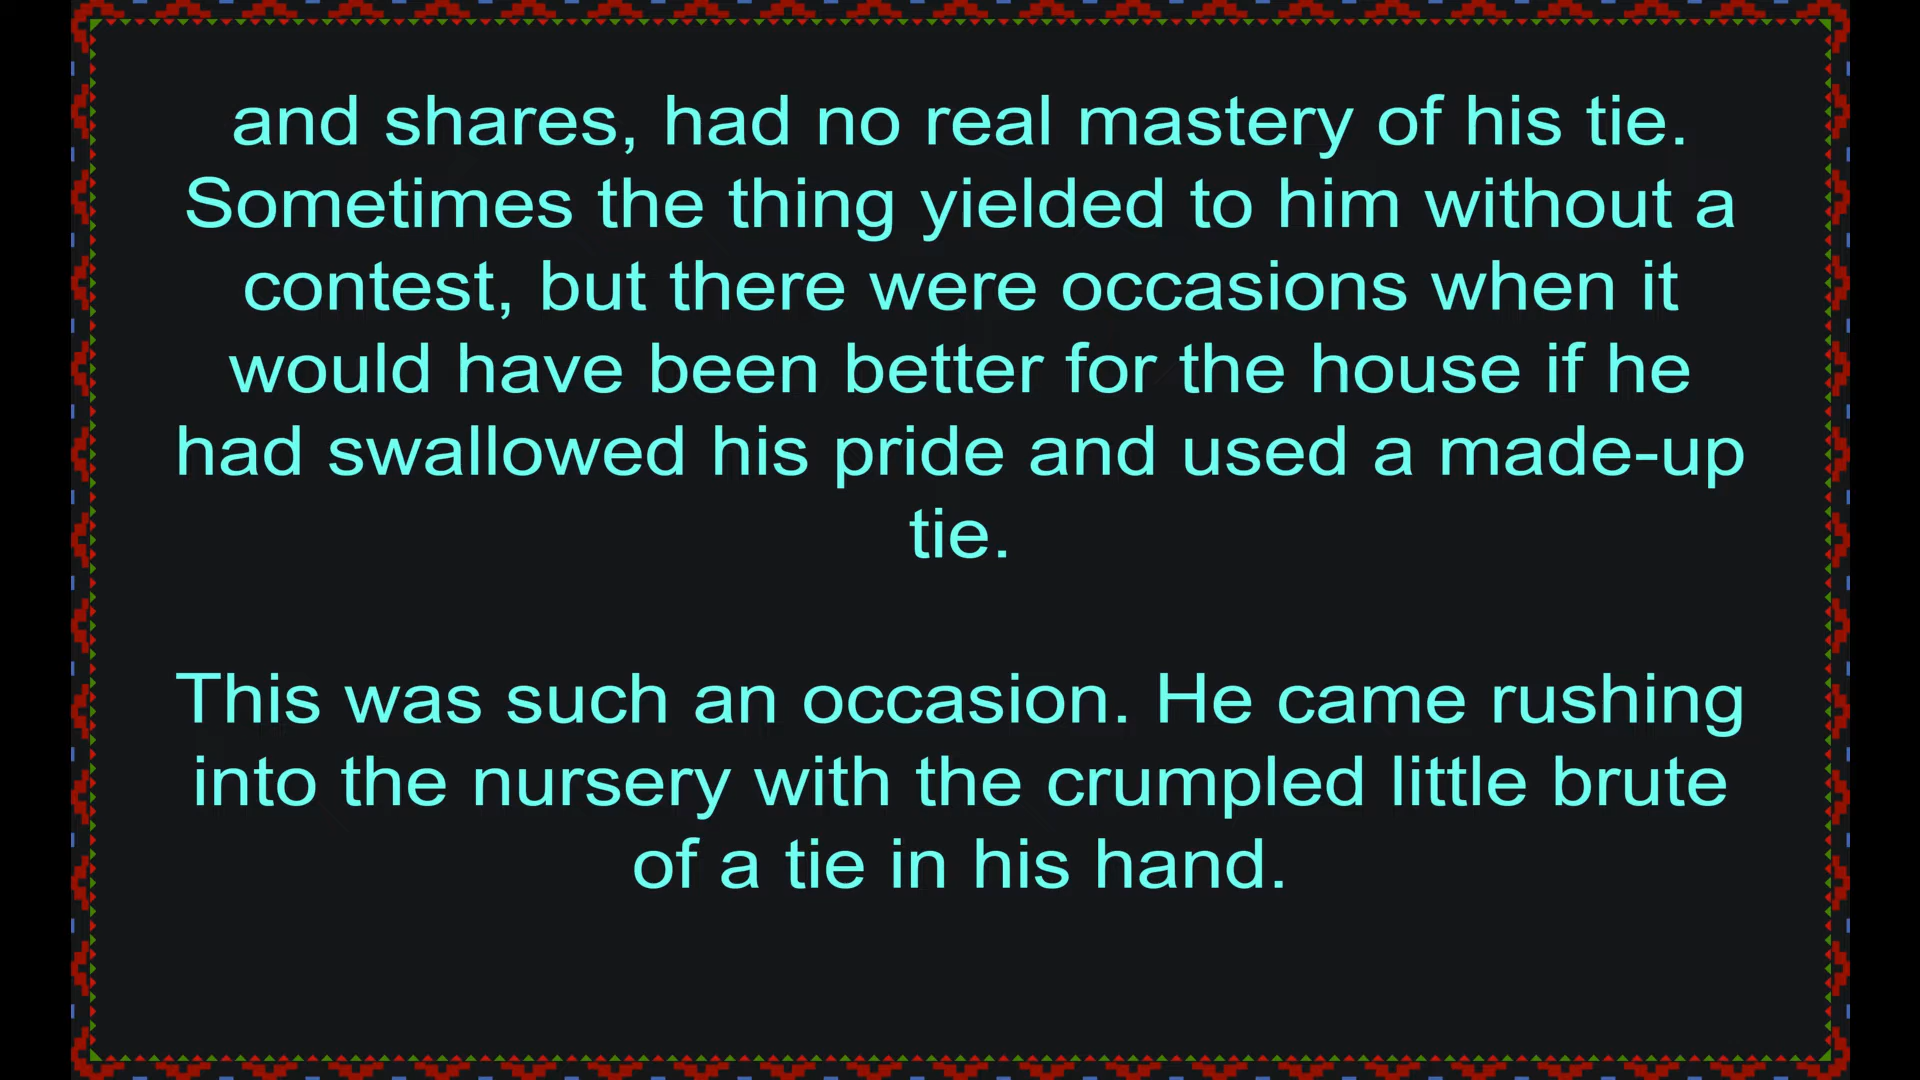 and shares, had no real mastery of his tie.
Sometimes the thing yielded to him without a
contest, but there were occasions when it
would have been better for the house if he
had swallowed his pride and used a made-up
tie.
This was such an occasion. He came rushing
into the nursery with the crumpled little brute
of a tie in his hand.